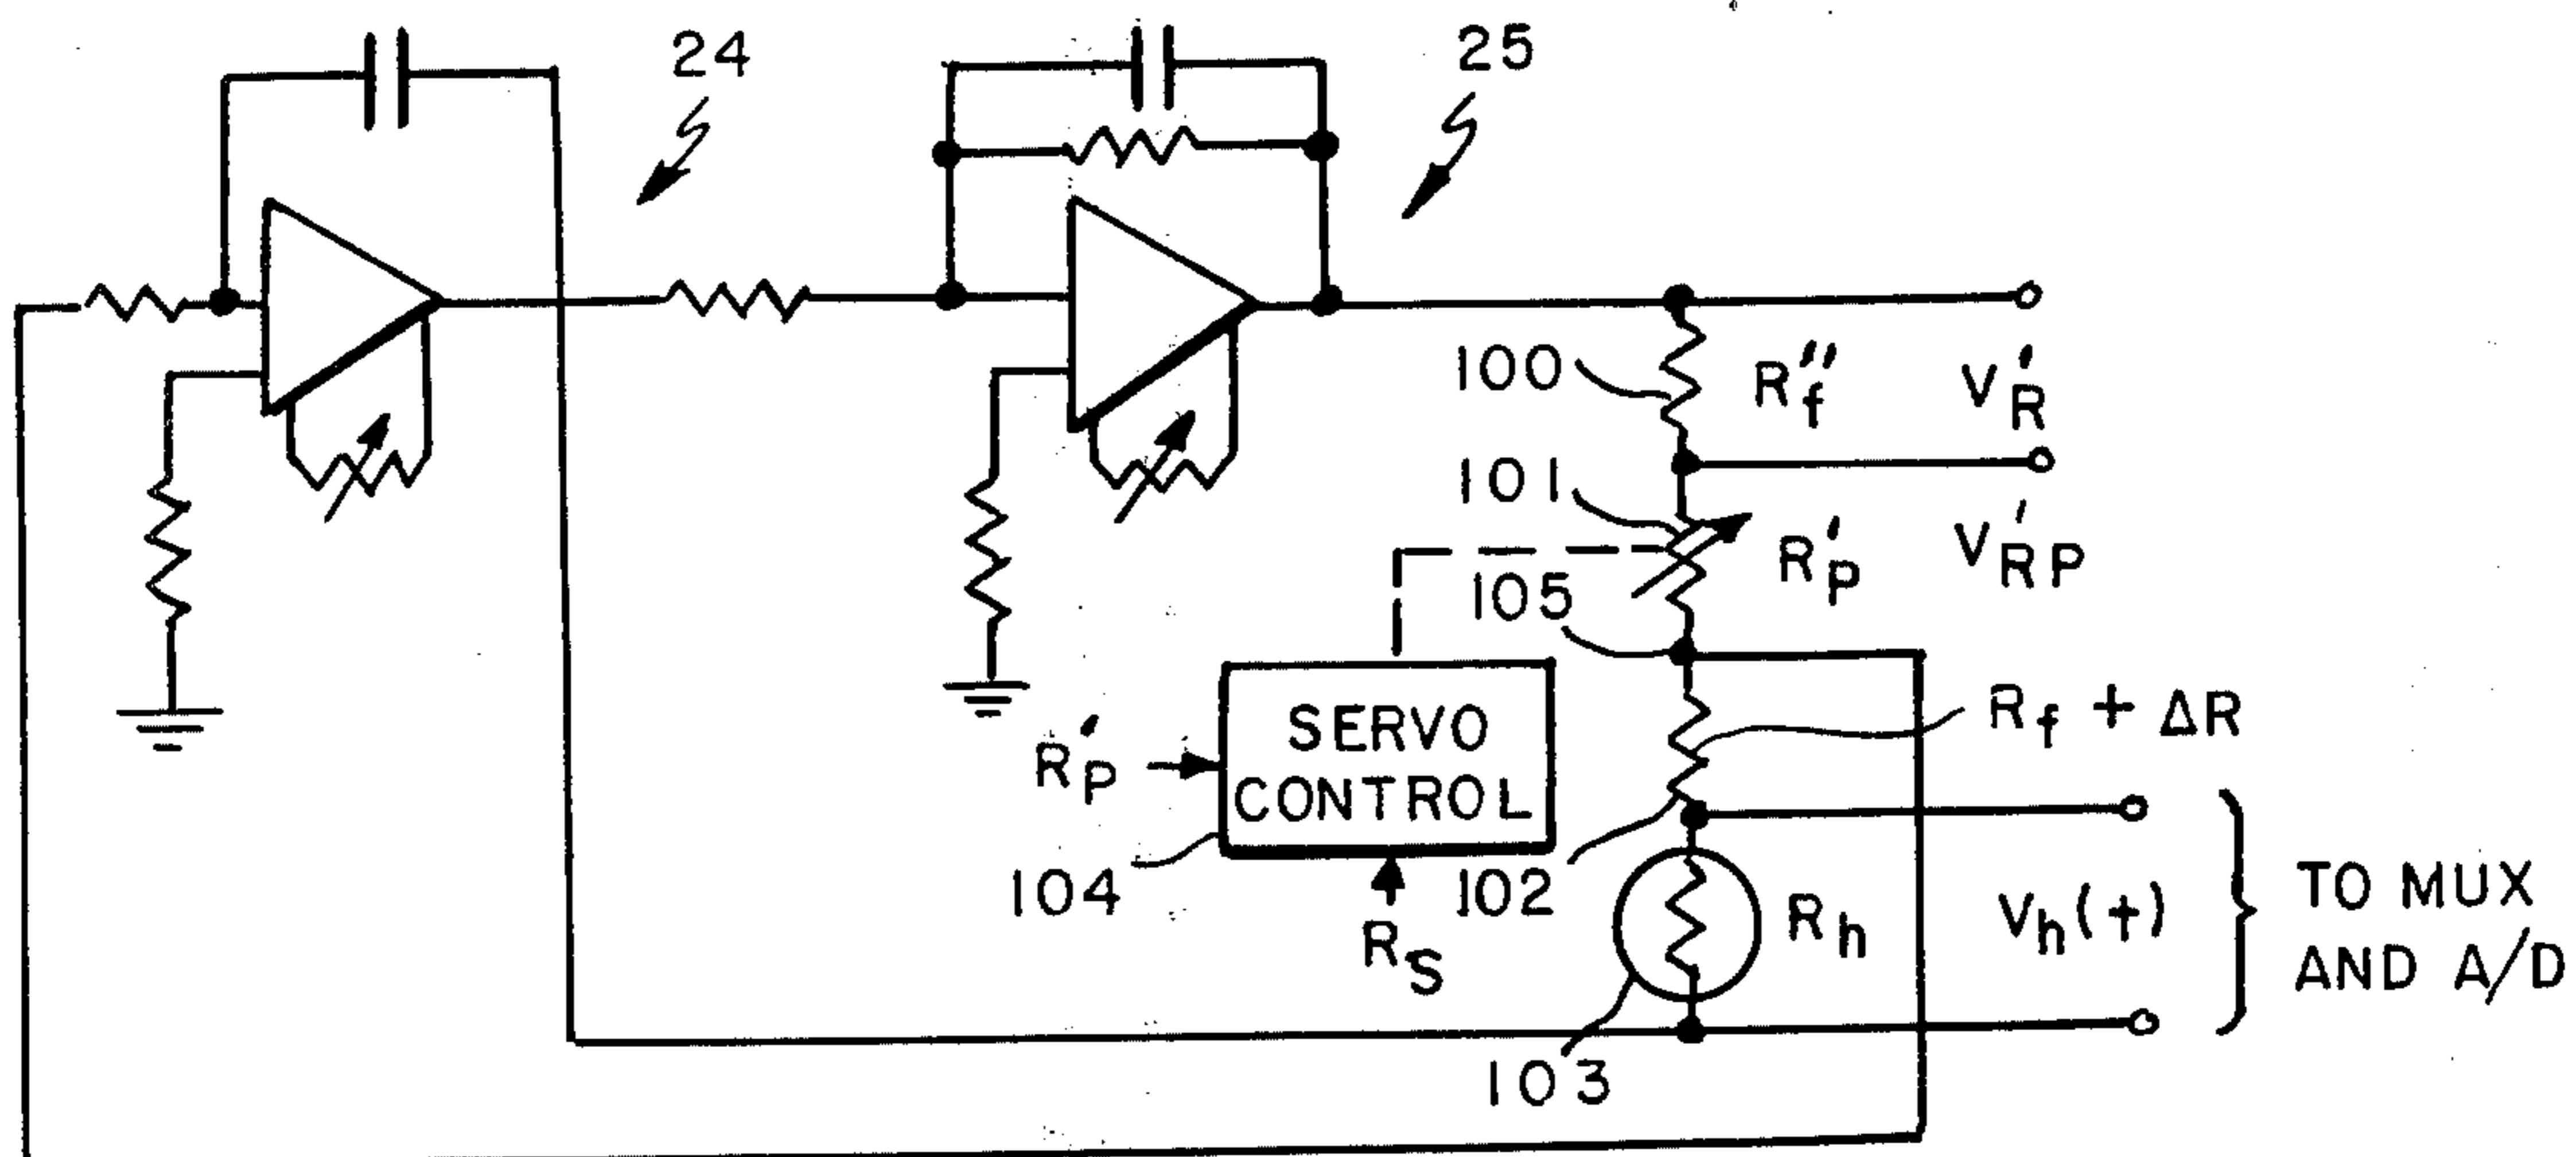 24
25
100
R"f
V'R
101
R'P
V'RP
105
SERVO
CONTROL
R'P
104
RS
102
Rf + ΔR
Rh
Vh(t)
TO MUX
AND A/D
103